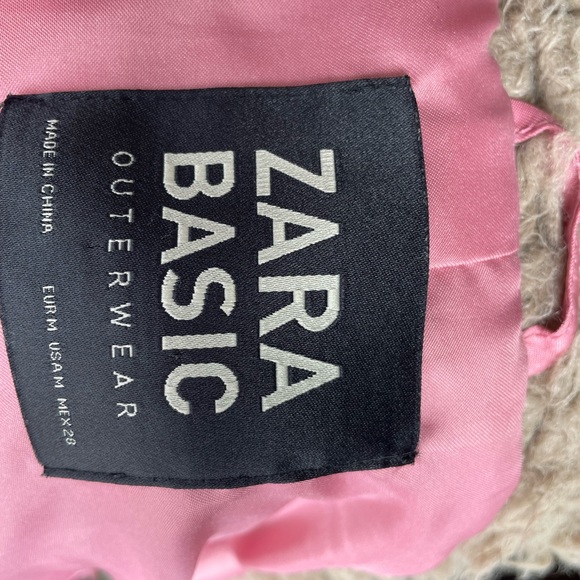 ZARA
BASIC
OUTERWEAR
MADE IN CHINA EUR M USA M MEX 28